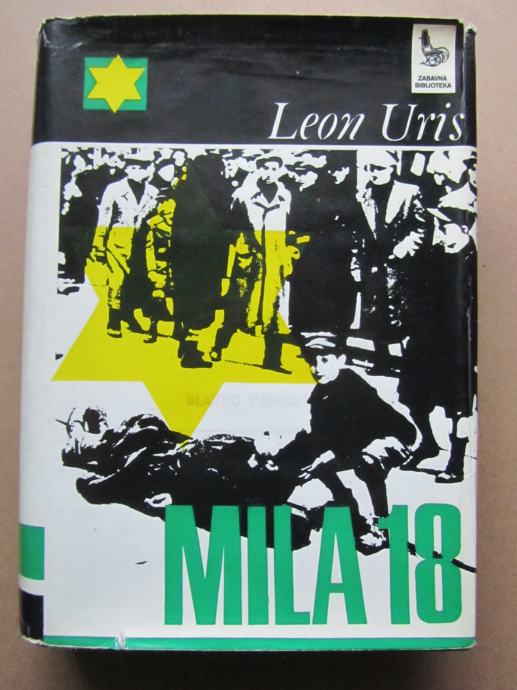 ZABAVNA
BIBLIOTEKA
Leon Uris
MILA 18